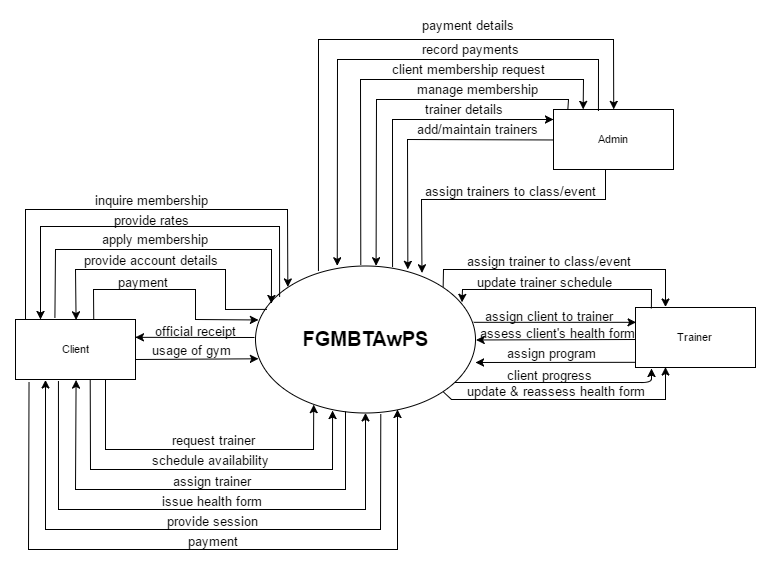 payment details
record payments
client membership request
manage membership
trainer details
add/maintain trainers
Admin
assign trainers to class/event
inquire membership
provide rates
apply membership
provide account details
payment
official receipt
usage of gym
Client
FGMBTAwPS
assign trainer to class/event
update trainer schedule
assign client to trainer
assess client's health form
assign program
client progress
update & reassess health form
Trainer
request trainer
schedule availability
assign trainer
issue health form
provide session
payment